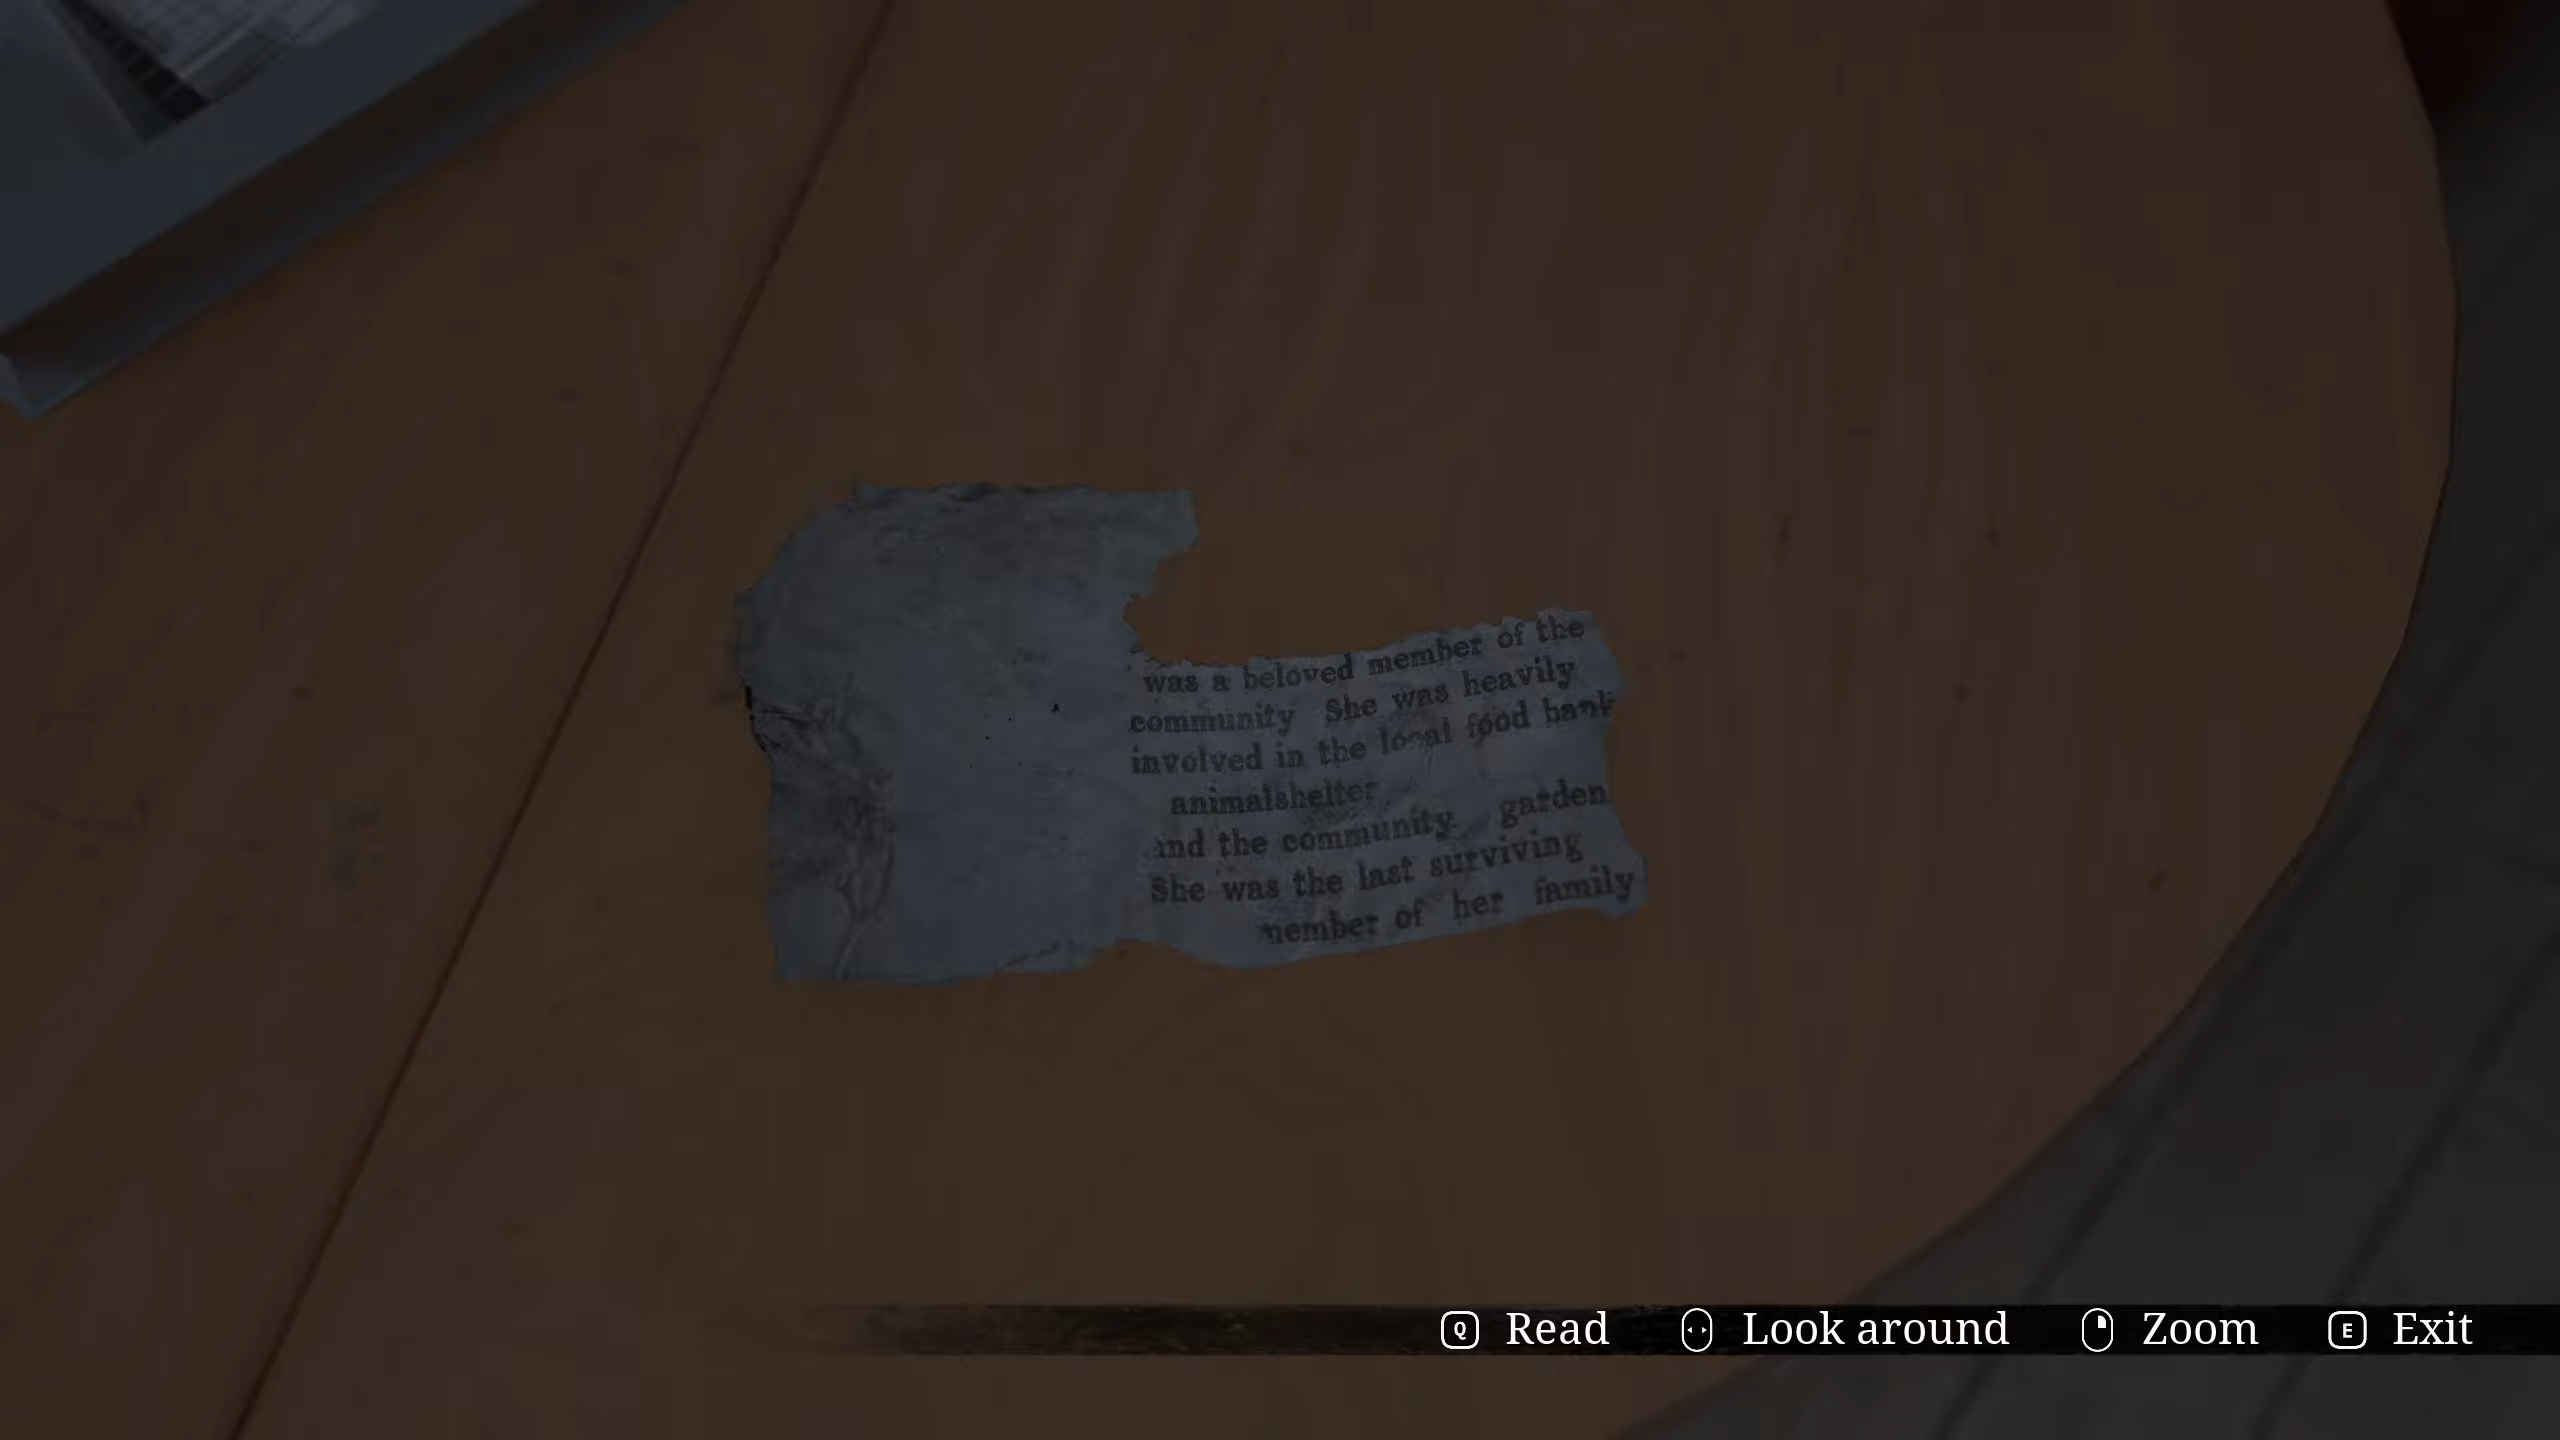 was a beloved member of the
community She was heavily
involved in the local food bank
animalshelter
and the community garden
She was the last surviving
member of her family
Q Read Look around Zoom E Exit